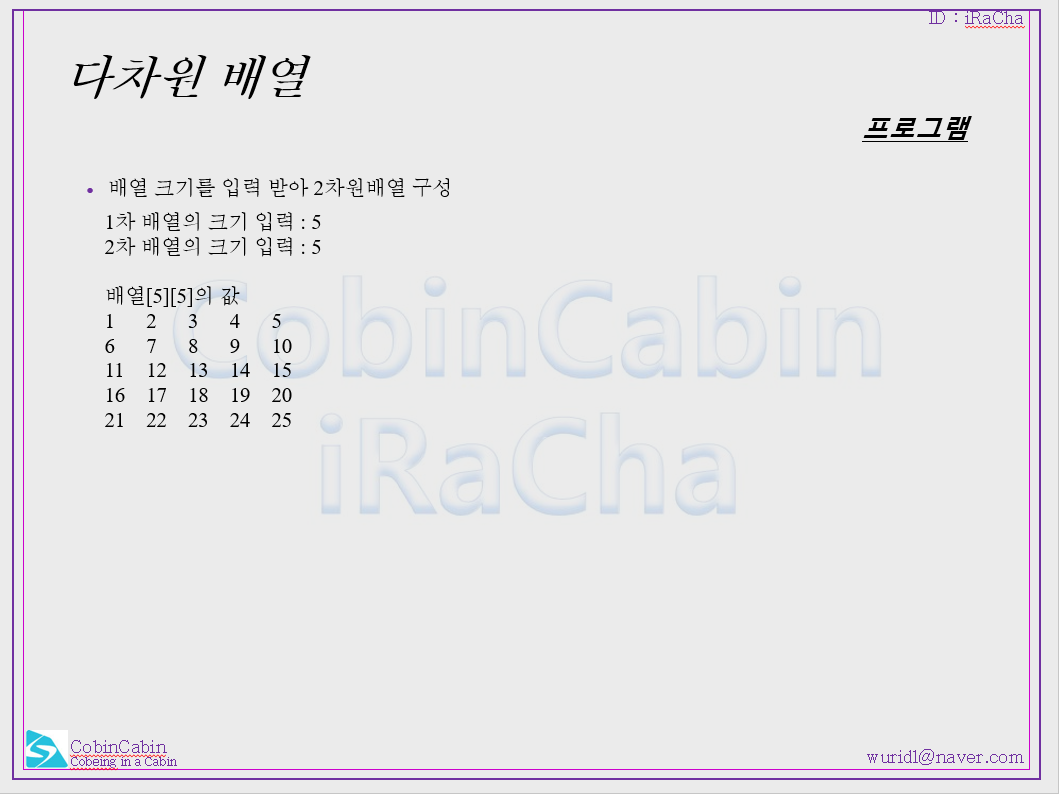 ID : iRaCha
다차원 배열
프로그램
• 배열 크기를 입력 받아 2차원배열 구성
1차 배열의 크기 입력 : 5
2차 배열의 크기 입력 : 5
배열[5][5]의 값
1 2 3 4 5
6 7 8 9 10
11 12 13 14 15
16 17 18 19 20
21 22 23 24 25
CobinCabin
iRaCha
CobinCabin
Cobeing in a Cabin
wurid1@naver.com